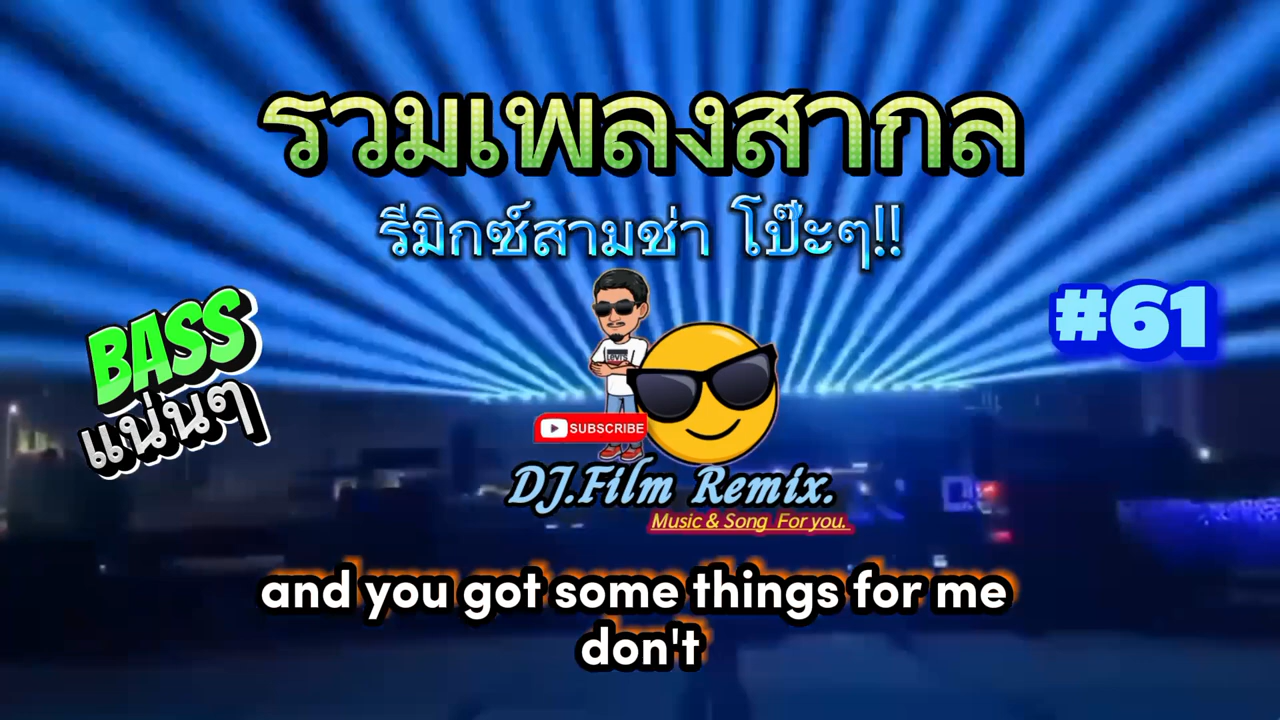 รวมเพลงสากล
รีมิกซ์สามช่า โป๊ะๆ!!
#61
BASS
แน่นๆ
LEVI'S
SUBSCRIBE
DJ.Film Remix.
Music & Song For you.
and you got some things for me
don't